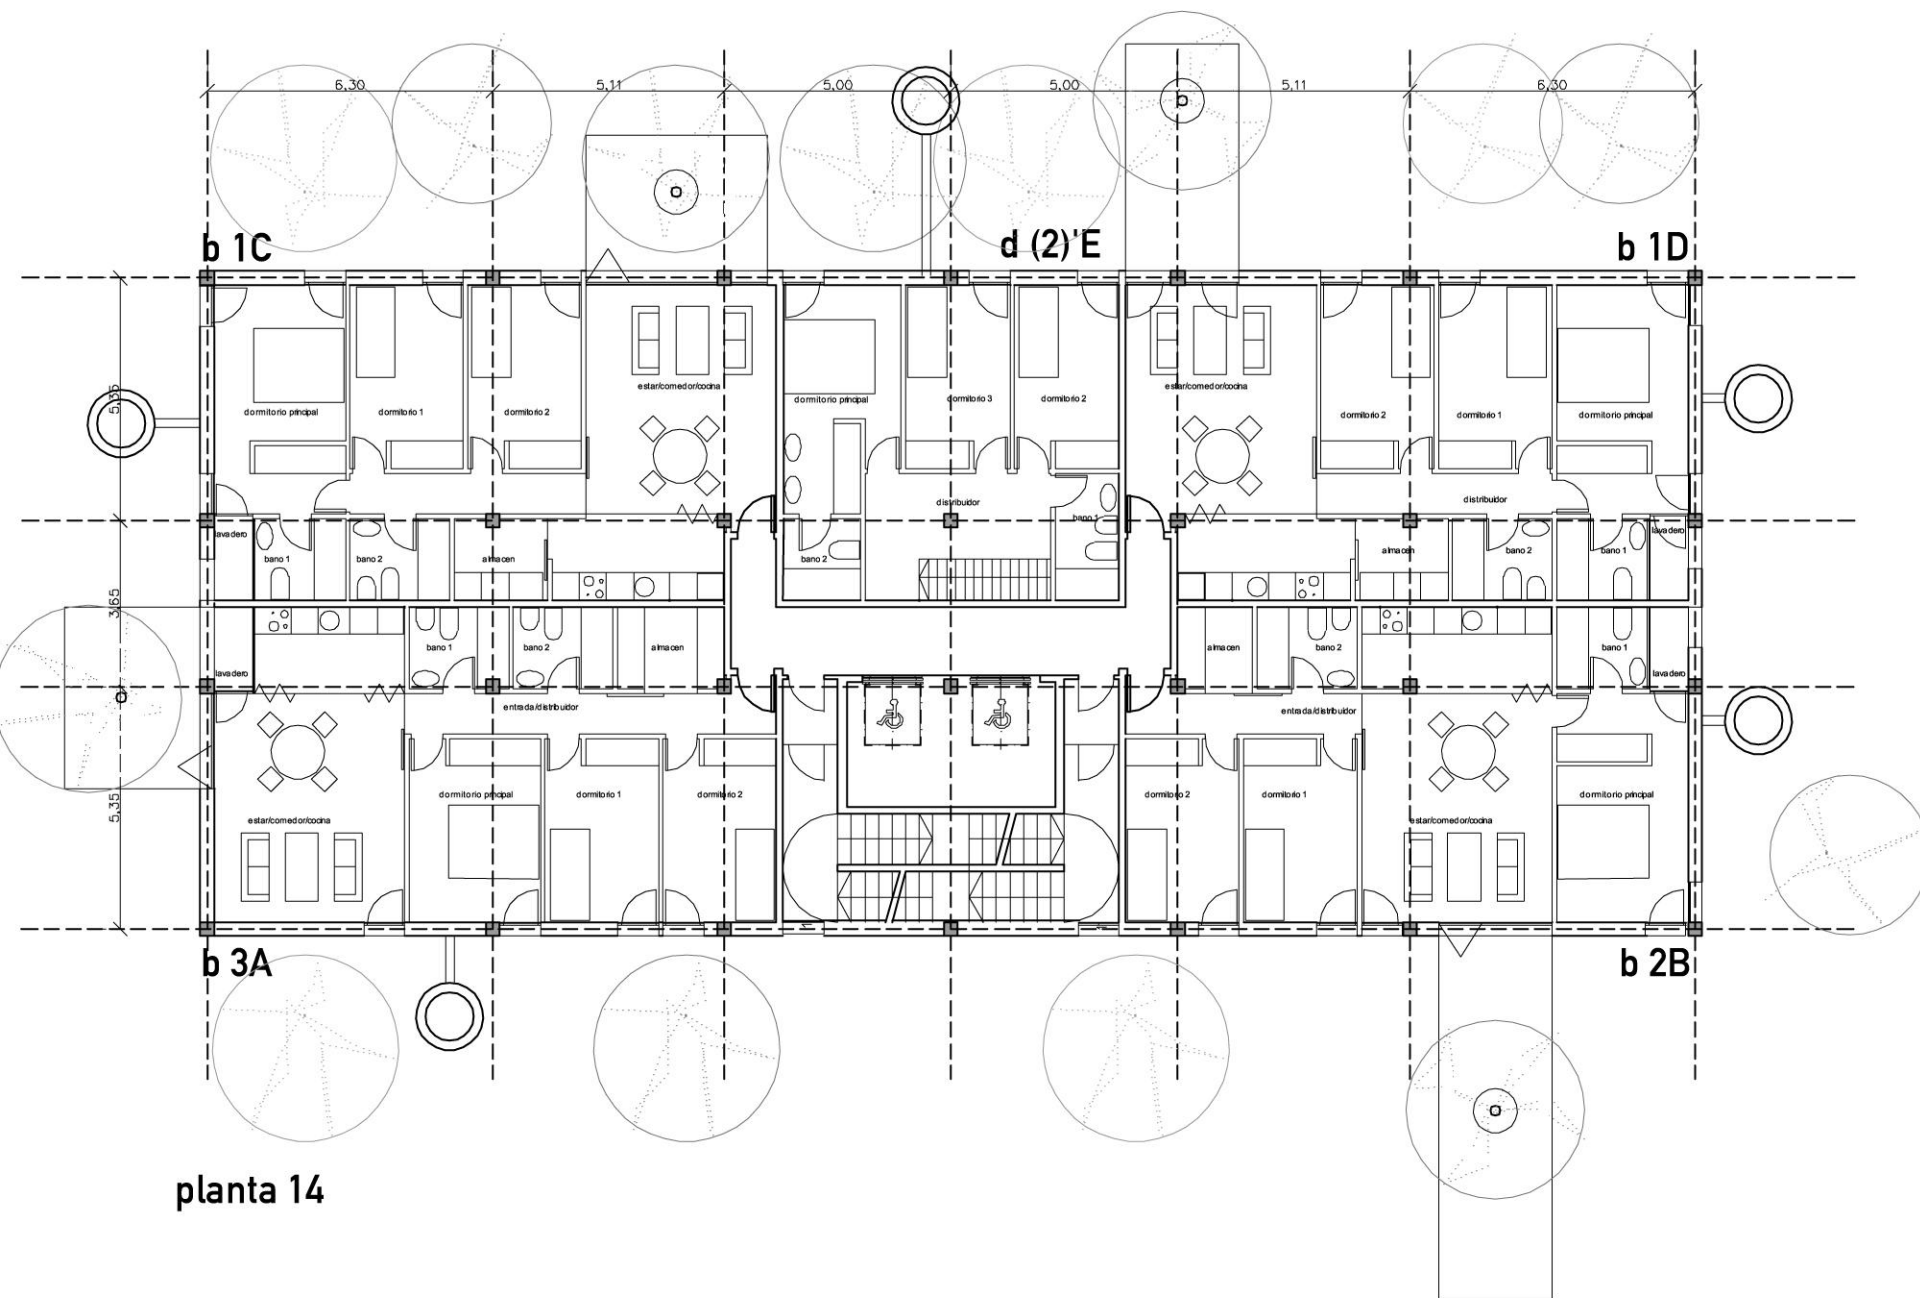 6,30 5,11 5,00 5,00 5,11 6,30
b 1C d (2)'E b 1D
5,35
estar/comedor/cocina estar/comedor/cocina
dormitorio principal dormitorio 3 dormitorio 2
dormitorio principal dormitorio 1 dormitorio 2 dormitorio 2 dormitorio 1 dormitorio principal
distribuidor distribuidor
bano 1
lavadero lavadero
bano 1 bano 2 almacen bano 2 almacen bano 2 bano 1
3,65
bano 1 bano 2 almacen almacen bano 2 bano 1
lavadero lavadero
entrada/distribuidor entrada/distribuidor
5,35
dormitorio principal dormitorio 1 dormitorio 2 dormitorio 2 dormitorio 1 dormitorio principal
estar/comedor/cocina estar/comedor/cocina
b 3A b 2B
planta 14